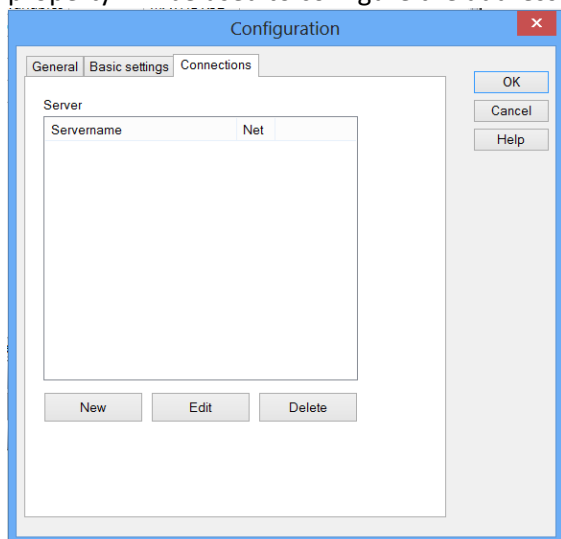 Configuration
×
General Basic settings Connections
OK
Server
Cancel
Servername Net
Help
New Edit Delete